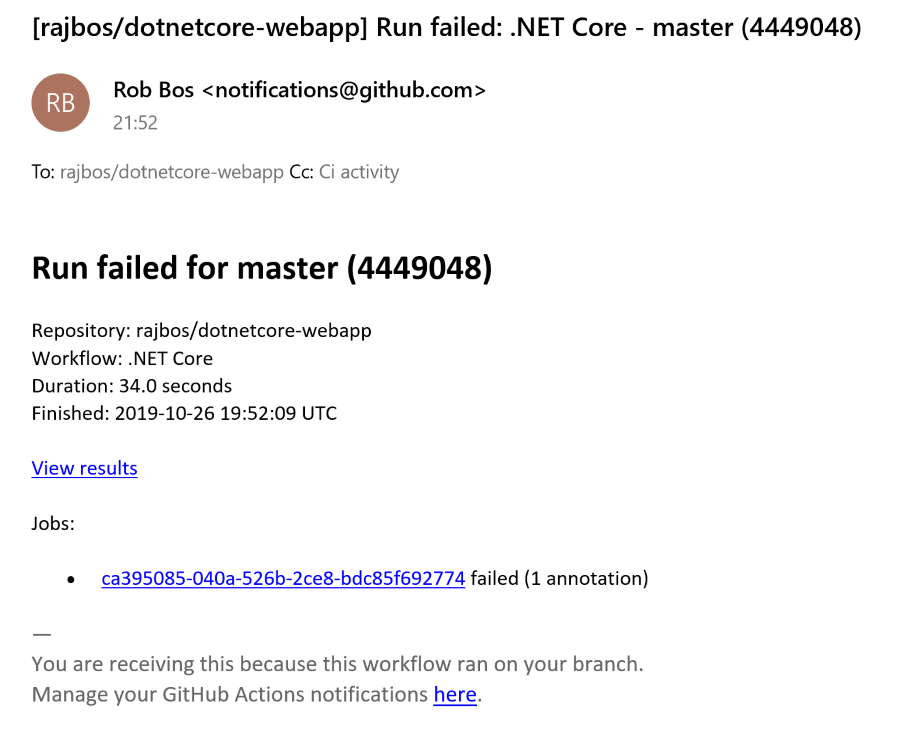 [rajbos/dotnetcore-webapp] Run failed: .NET Core - master (4449048)
RB
Rob Bos <notifications@github.com>
21:52
To: rajbos/dotnetcore-webapp Cc: Ci activity
Run failed for master (4449048)
Repository: rajbos/dotnetcore-webapp
Workflow: .NET Core
Duration: 34.0 seconds
Finished: 2019-10-26 19:52:09 UTC
View results
Jobs:
• ca395085-040a-526b-2ce8-bdc85f692774 failed (1 annotation)
—
You are receiving this because this workflow ran on your branch.
Manage your GitHub Actions notifications here.